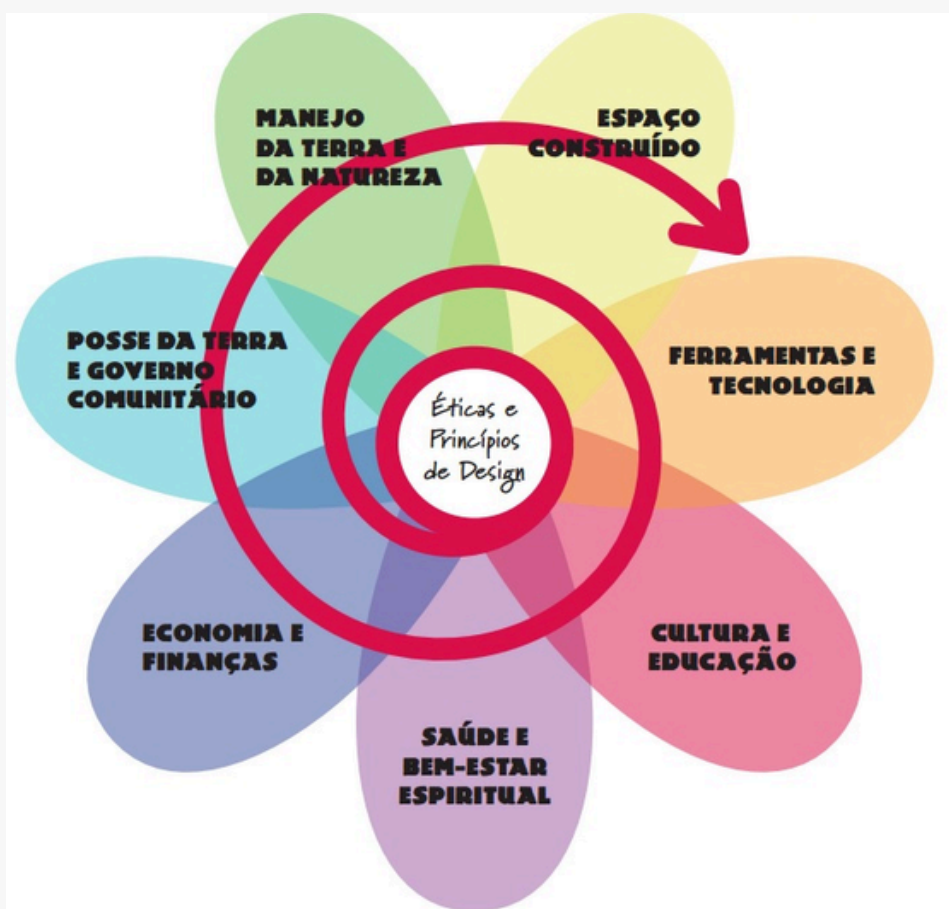 MANEJO
DA TERRA E
DA NATUREZA
ESPAÇO
CONSTRUÍDO
FERRAMENTAS E
TECNOLOGIA
CULTURA E
EDUCAÇÃO
SAÚDE E
BEM-ESTAR
ESPIRITUAL
ECONOMIA E
FINANÇAS
POSSE DA TERRA
E GOVERNO
COMUNITÁRIO
Éticas e
Princípios
de Design